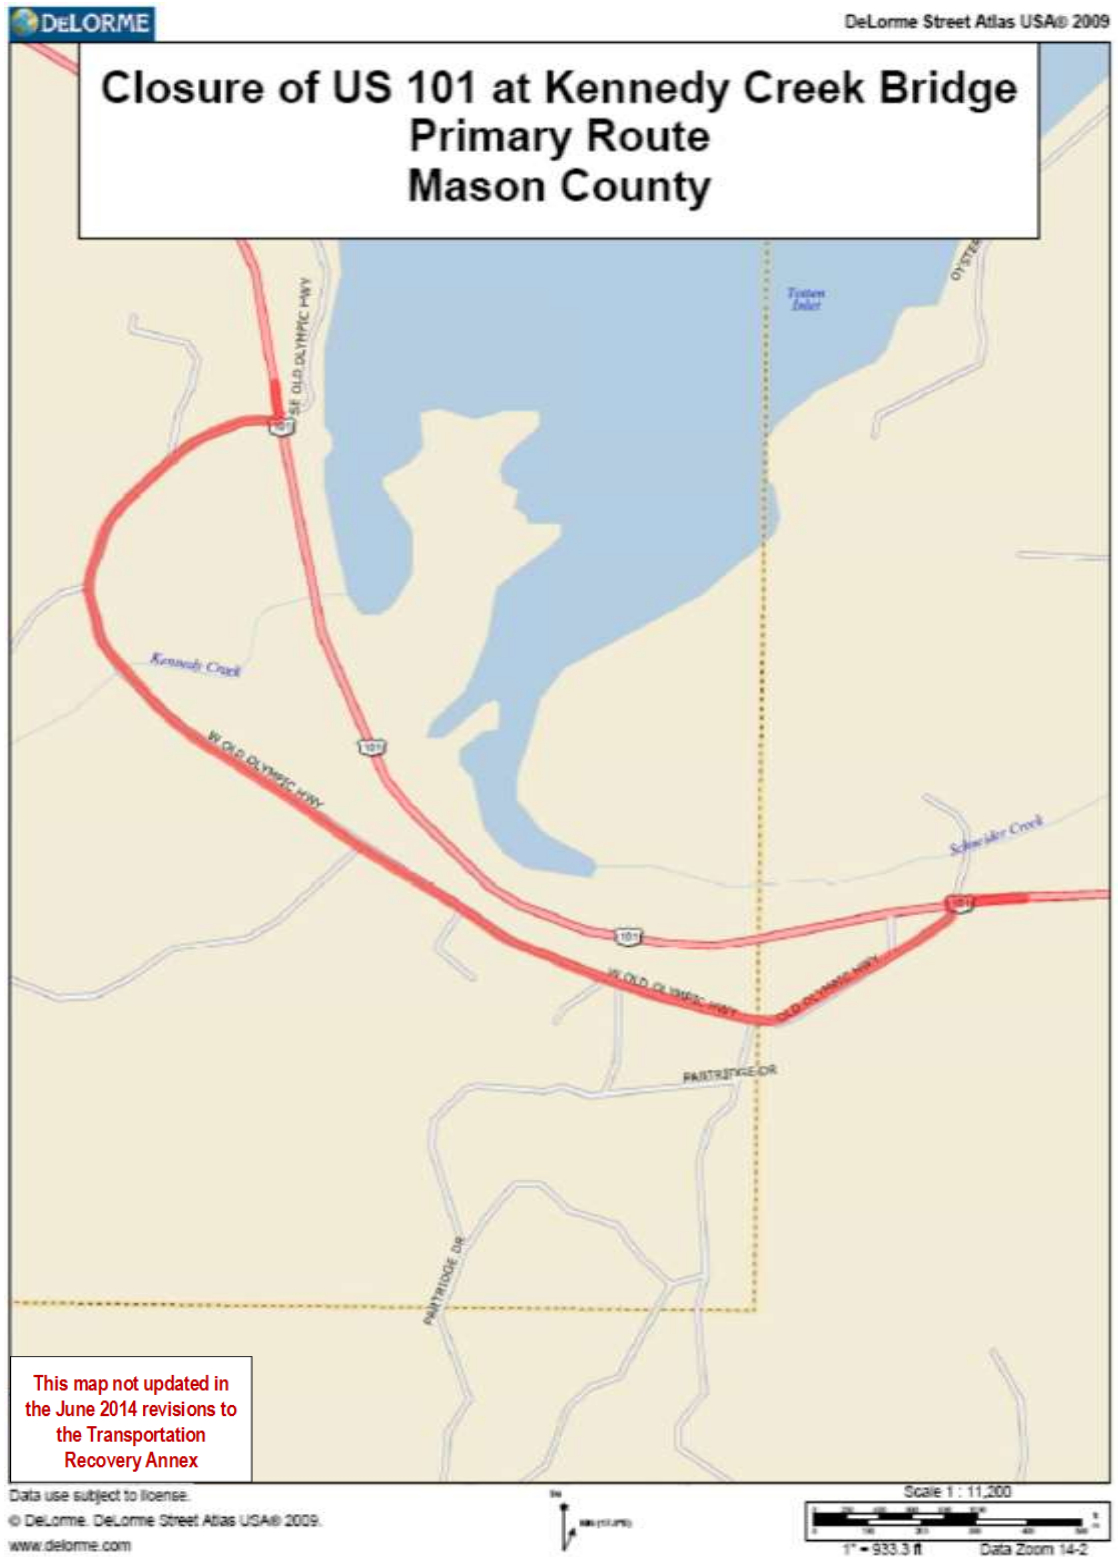 DELORME
DeLorme Street Atlas USA® 2009
Closure of US 101 at Kennedy Creek Bridge
Primary Route
Mason County
OYSTER
Totten
Inlet
SE OLD OLYMPIC HWY
101
Kennedy Creek
W OLD OLYMPIC HWY
101
Schneider Creek
101
101
W OLD OLYMPIC HWY
OLD OLYMPIC HWY
PARTRIDGE DR
PARTRIDGE DR
This map not updated in
the June 2014 revisions to
the Transportation
Recovery Annex
Data use subject to license.
© DeLorme. DeLorme Street Atlas USA® 2009.
www.delorme.com
Scale 1 : 11,200
1" = 933.3 ft
Data Zoom 14-2